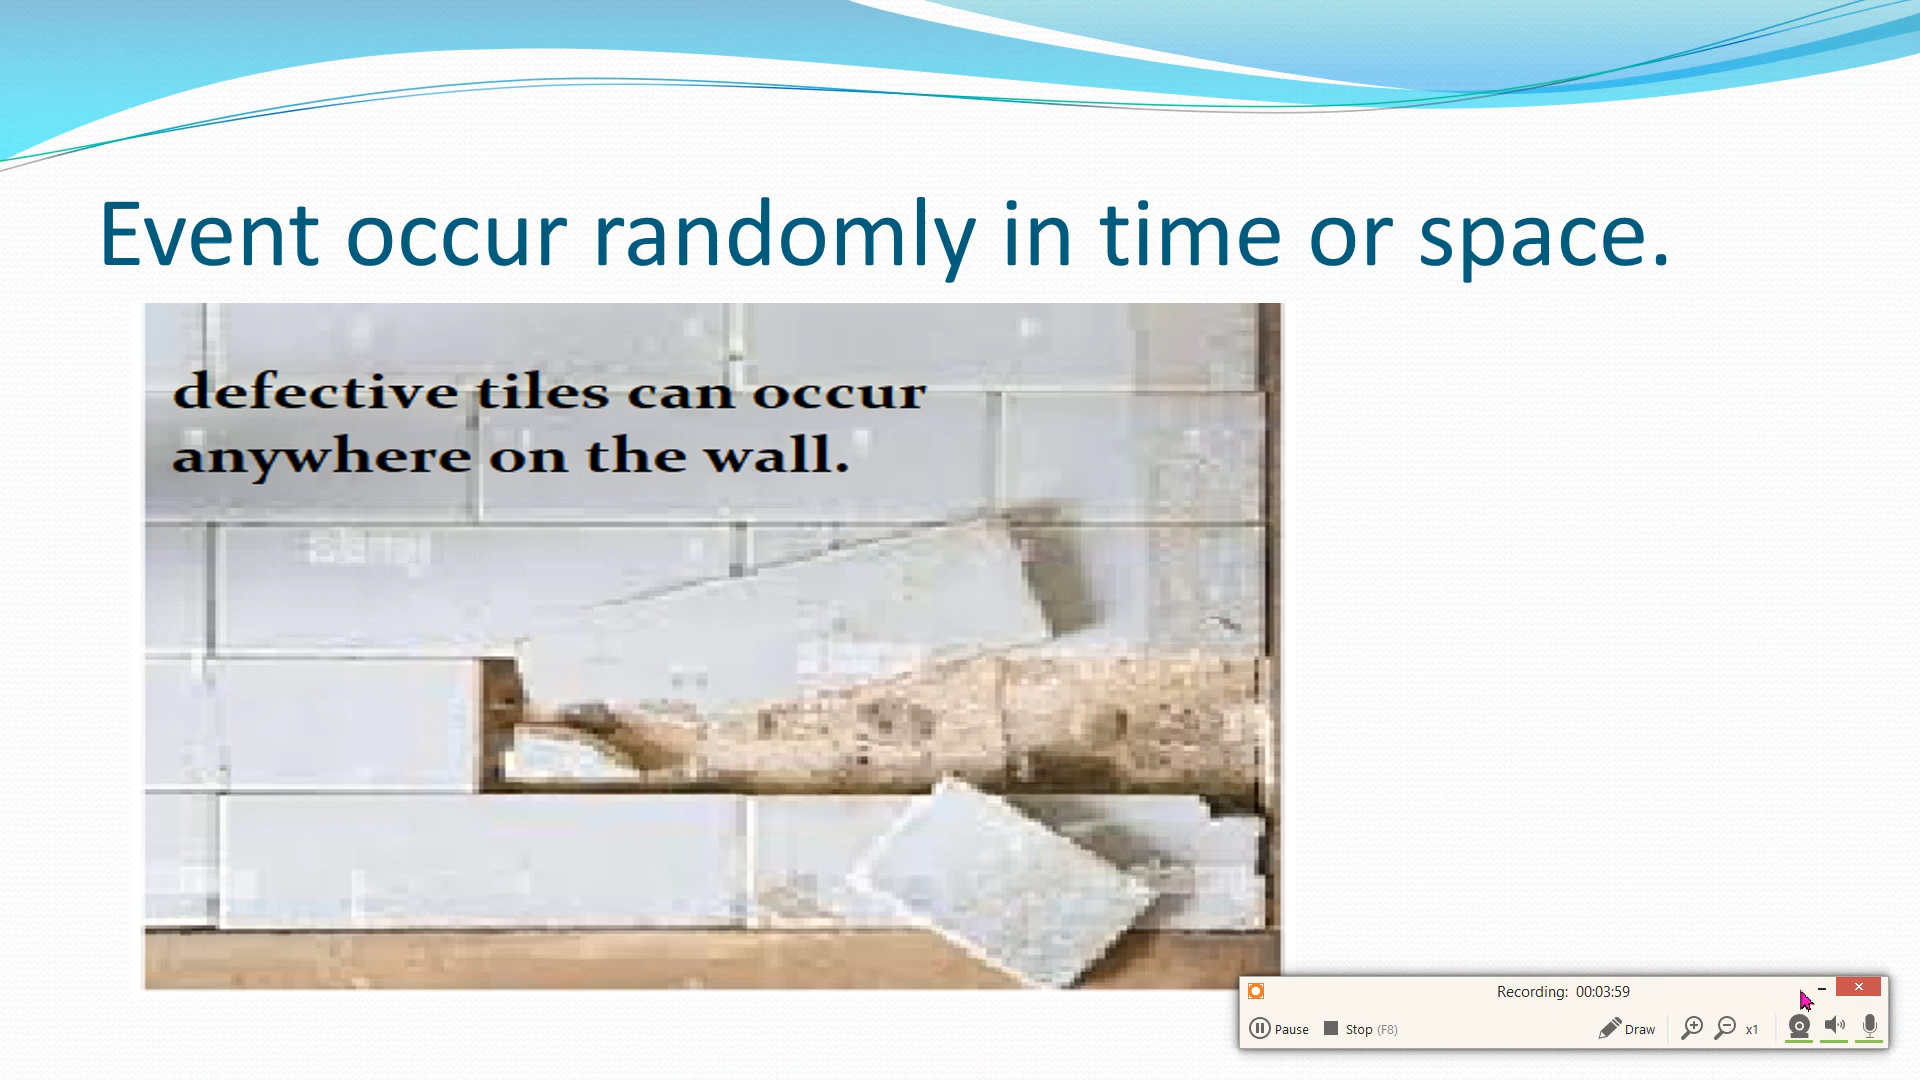 Event occur randomly in time or space.
defective tiles can occur
anywhere on the wall.
Recording: 00:03:59
Pause Stop (F8) Draw x1